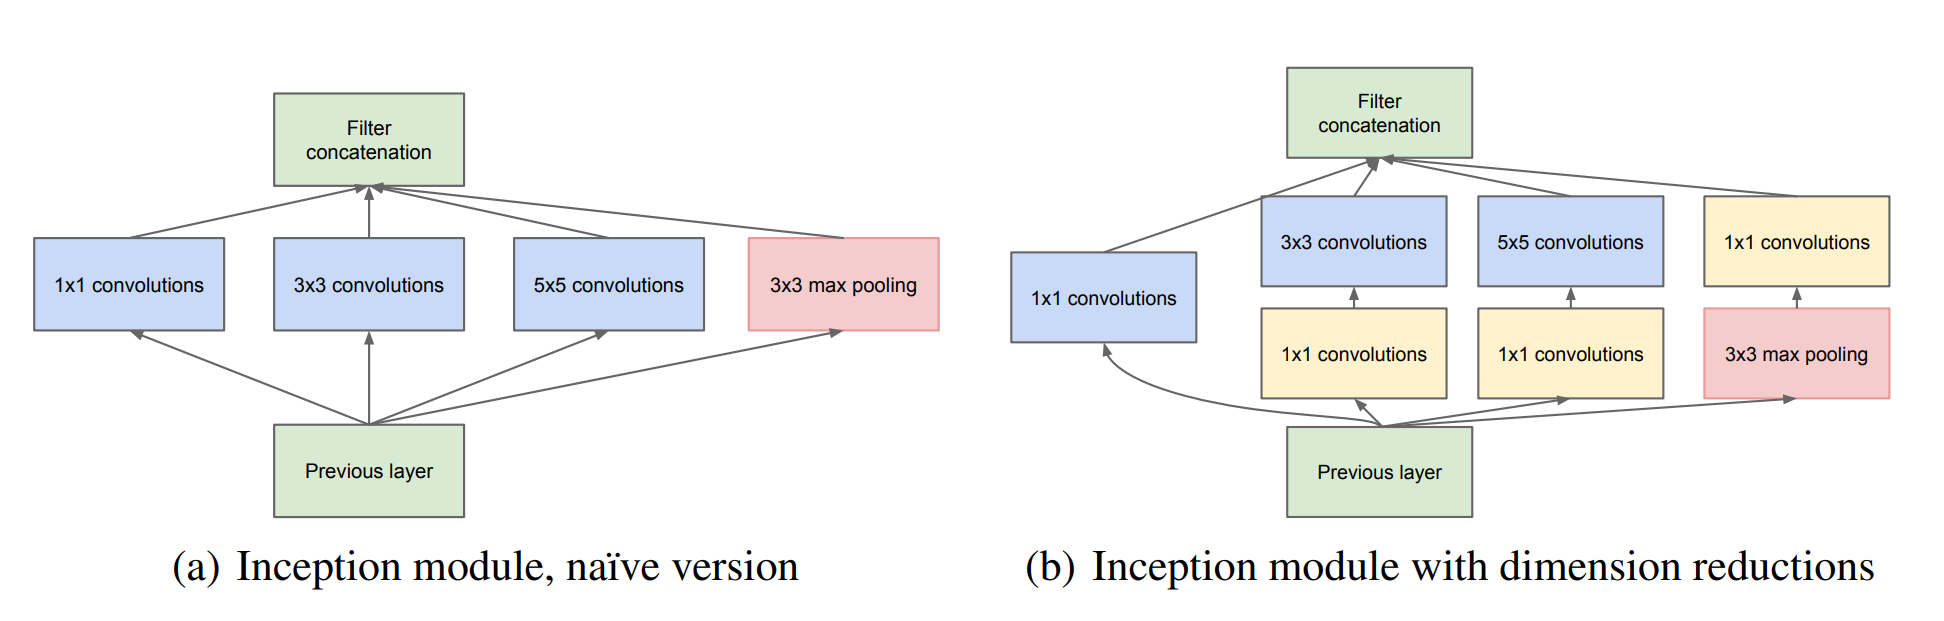 Filter
concatenation
1x1 convolutions
3x3 convolutions
5x5 convolutions
3x3 max pooling
Previous layer
(a) Inception module, naïve version
Filter
concatenation
3x3 convolutions
5x5 convolutions
1x1 convolutions
1x1 convolutions
1x1 convolutions
1x1 convolutions
3x3 max pooling
Previous layer
(b) Inception module with dimension reductions